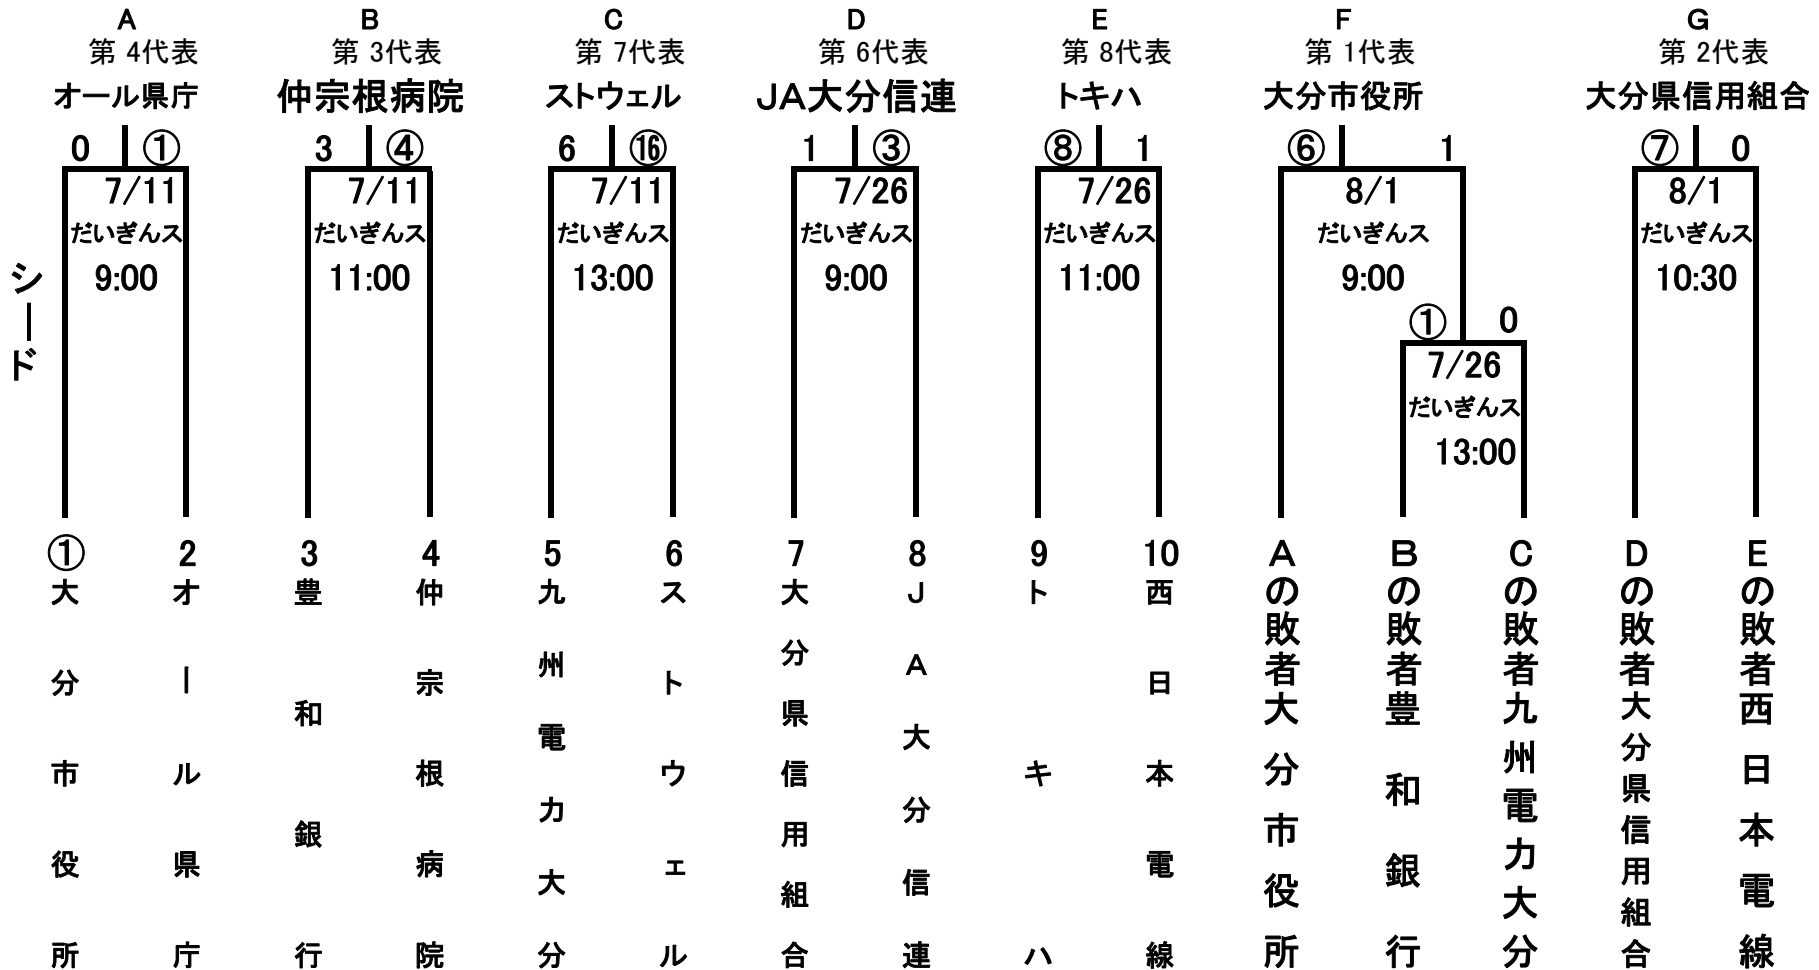 A B C D E F G
第 4代表 第 3代表 第 7代表 第 6代表 第 8代表 第 1代表 第 2代表
オール県庁 仲宗根病院 ストウェル JA大分信連 トキハ 大分市役所 大分県信用組合
0 ① 3 ④ 6 ⑯ 1 ③ ⑧ 1 ⑥ 1 ⑦ 0
7/11 7/11 7/11 7/26 7/26 8/1 8/1
だいぎんス だいぎんス だいぎんス だいぎんス だいぎんス だいぎんス だいぎんス
9:00 11:00 13:00 9:00 11:00 9:00 10:30
シード
① 0
7/26
だいぎんス
13:00
① 2 3 4 5 6 7 8 9 10 A B C D E
大分市役所
オール県庁
豊和銀行
仲宗根病院
九州電力大分
ストウェル
大分県信用組合
JA大分信連
トキハ
西日本電線
の敗者大分市役所
の敗者豊和銀行
の敗者九州電力大分
の敗者大分県信用組合
の敗者西日本電線